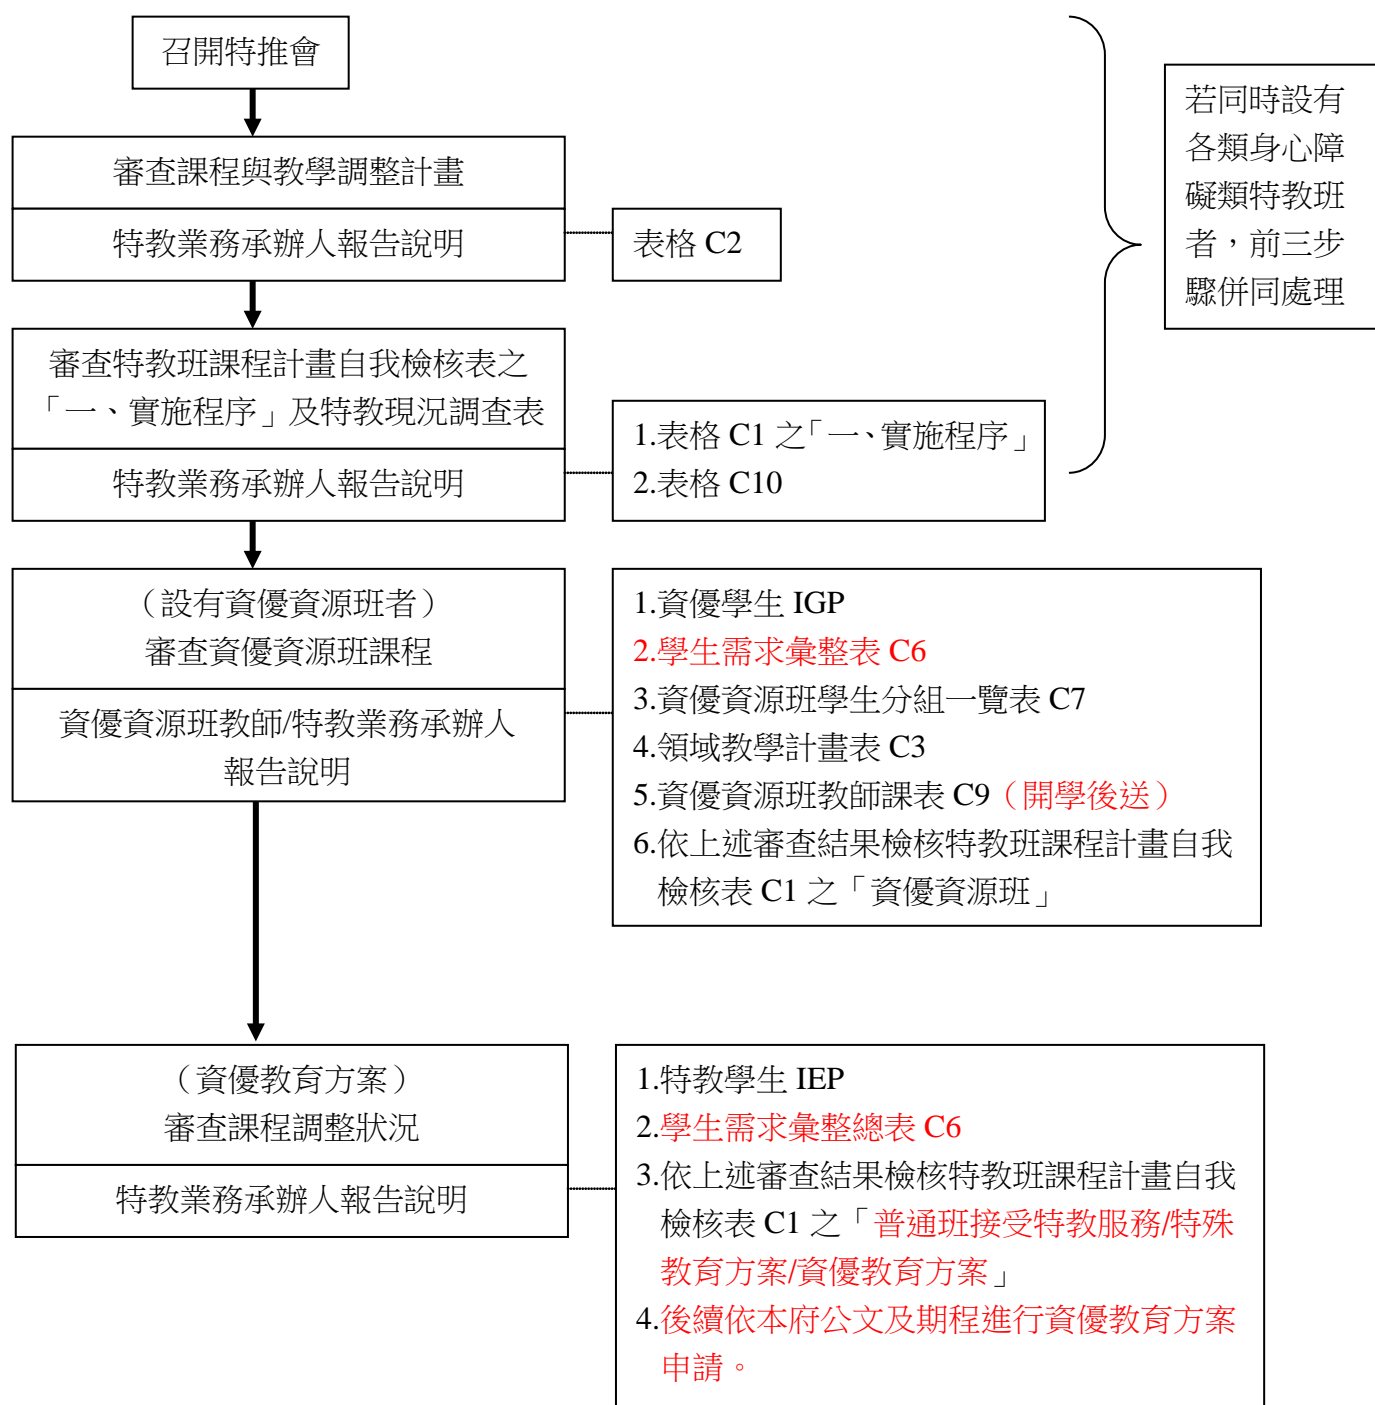 召開特推會
審查課程與教學調整計畫
特教業務承辦人報告說明
表格 C2
若同時設有
各類身心障
礙類特教班
者，前三步
驟併同處理
審查特教班課程計畫自我檢核表之
「一、實施程序」及特教現況調查表
特教業務承辦人報告說明
1.表格 C1 之「一、實施程序」
2.表格 C10
（設有資優資源班者）
審查資優資源班課程
資優資源班教師/特教業務承辦人
報告說明
1.資優學生 IGP
2.學生需求彙整表 C6
3.資優資源班學生分組一覽表 C7
4.領域教學計畫表 C3
5.資優資源班教師課表 C9（開學後送）
6.依上述審查結果檢核特教班課程計畫自我
檢核表 C1 之「資優資源班」
（資優教育方案）
審查課程調整狀況
特教業務承辦人報告說明
1.特教學生 IEP
2.學生需求彙整總表 C6
3.依上述審查結果檢核特教班課程計畫自我
檢核表 C1 之「普通班接受特教服務/特殊
教育方案/資優教育方案」
4.後續依本府公文及期程進行資優教育方案
申請。